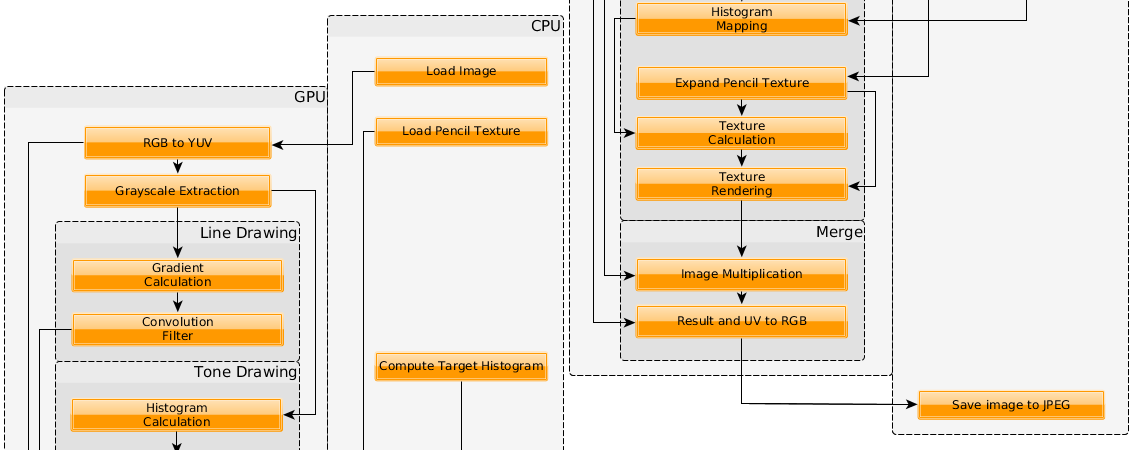 CPU
Load Image
GPU
Load Pencil Texture
RGB to YUV
Grayscale Extraction
Line Drawing
Gradient
Calculation
Convolution
Filter
Compute Target Histogram
Tone Drawing
Histogram
Calculation
Histogram
Mapping
Expand Pencil Texture
Texture
Calculation
Texture
Rendering
Merge
Image Multiplication
Result and UV to RGB
Save image to JPEG